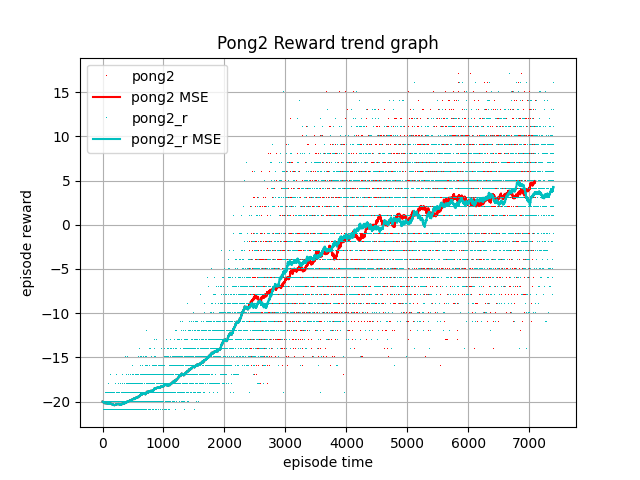 Pong2 Reward trend graph
pong2
pong2 MSE
pong2_r
pong2_r MSE
episode reward
15
10
5
0
−5
−10
−15
−20
0 1000 2000 3000 4000 5000 6000 7000
episode time